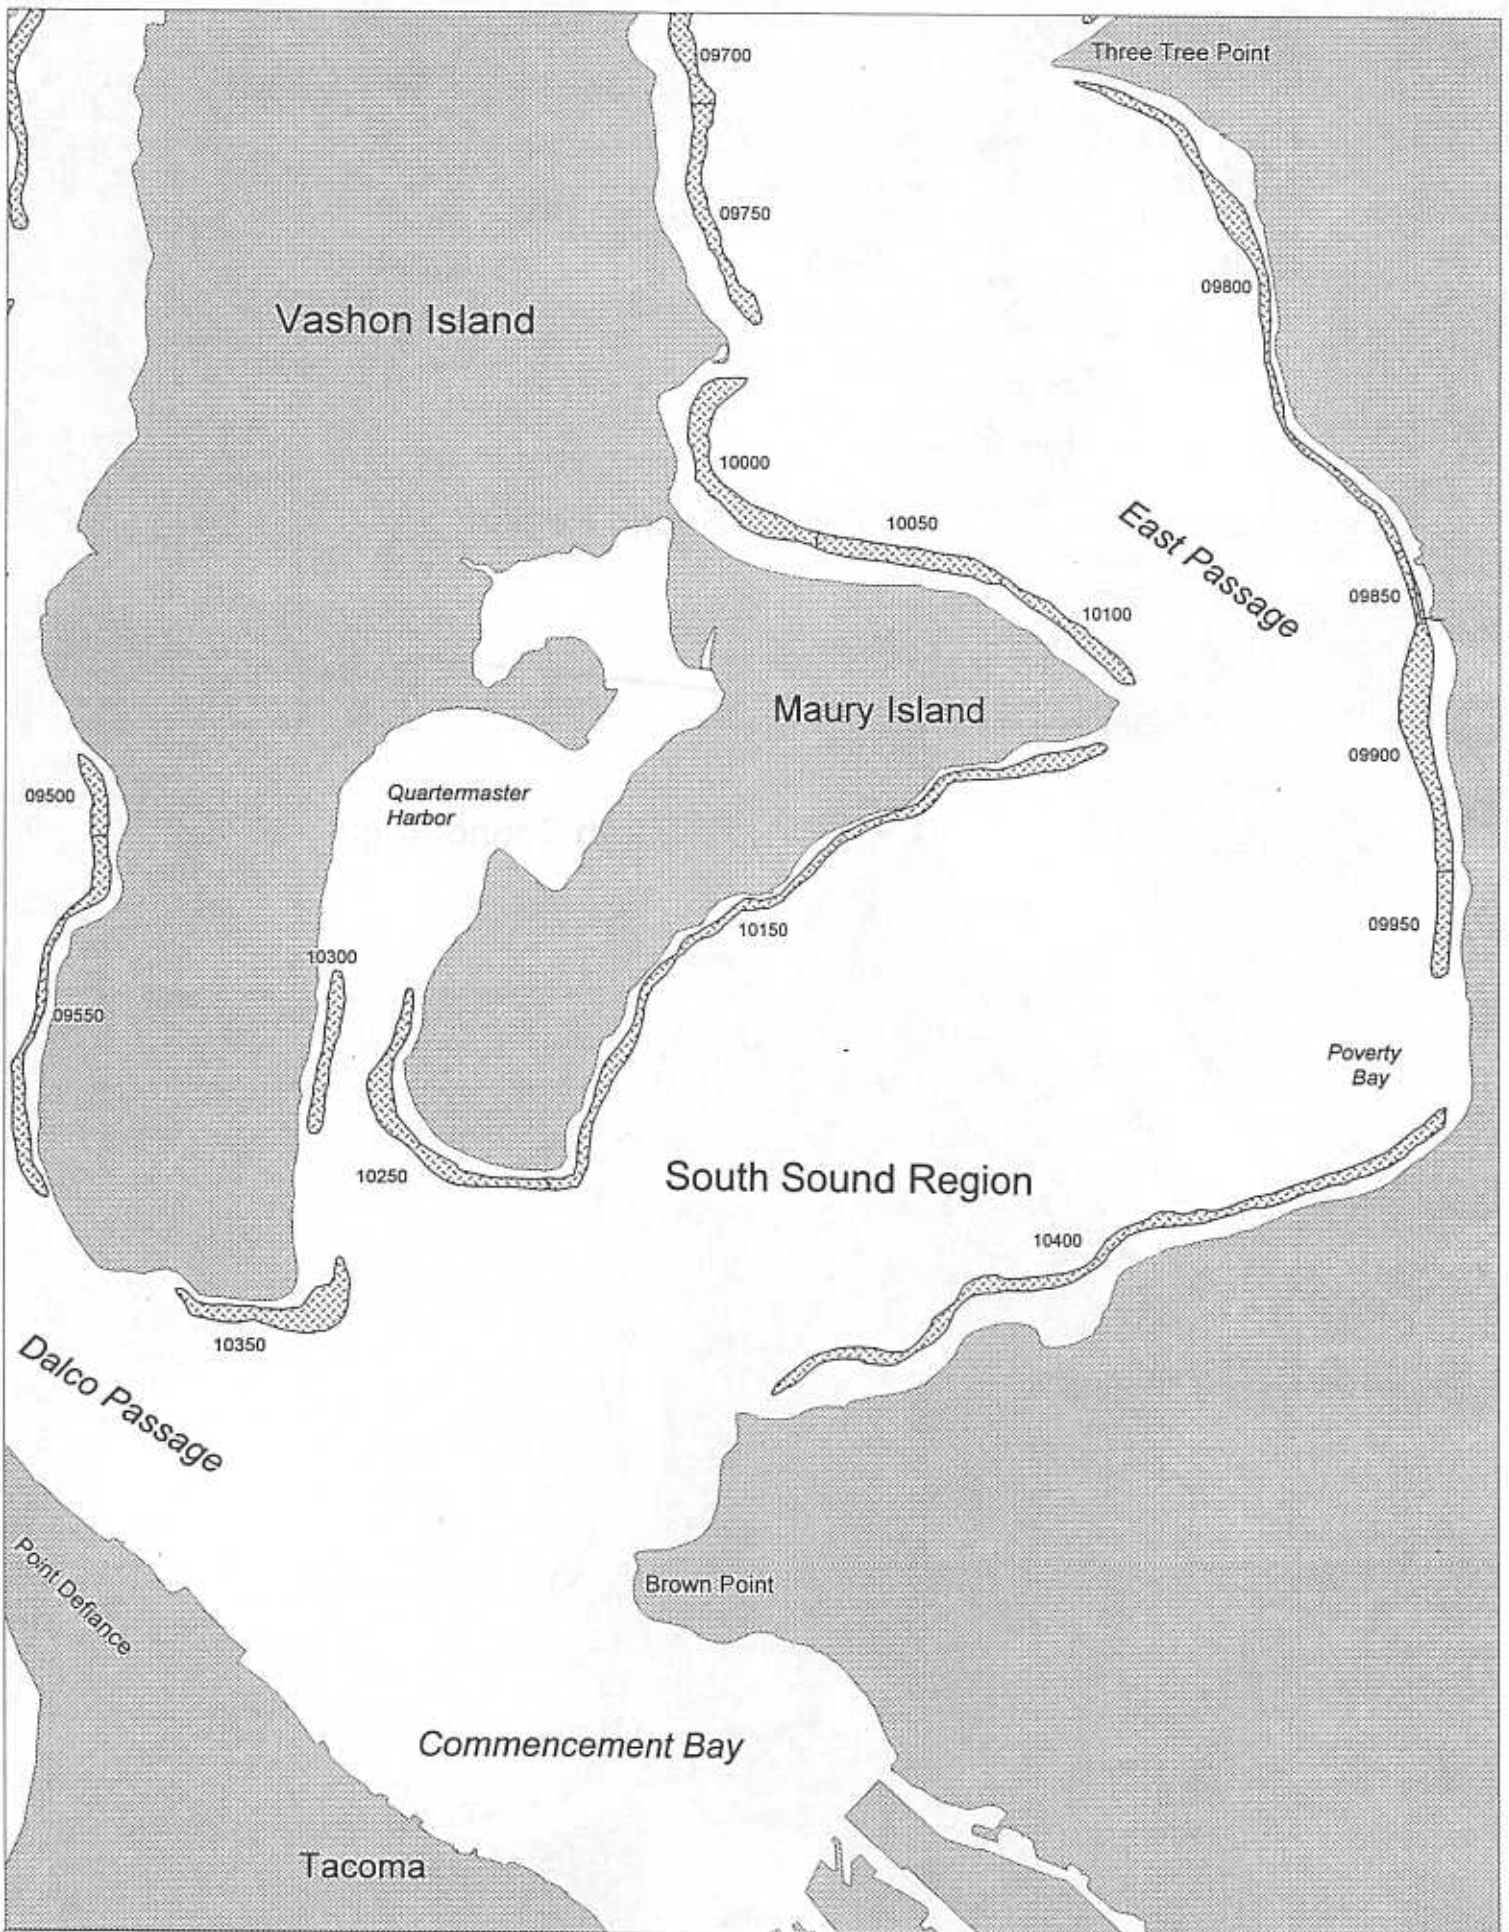 Three Tree Point
09700
09750
09800
Vashon Island
10000
East Passage
10050
09850
10100
Maury Island
09900
09500
Quartermaster
Harbor
09950
10150
10300
09550
Poverty
Bay
10250
South Sound Region
10400
10350
Dalco Passage
Point Defiance
Brown Point
Commencement Bay
Tacoma